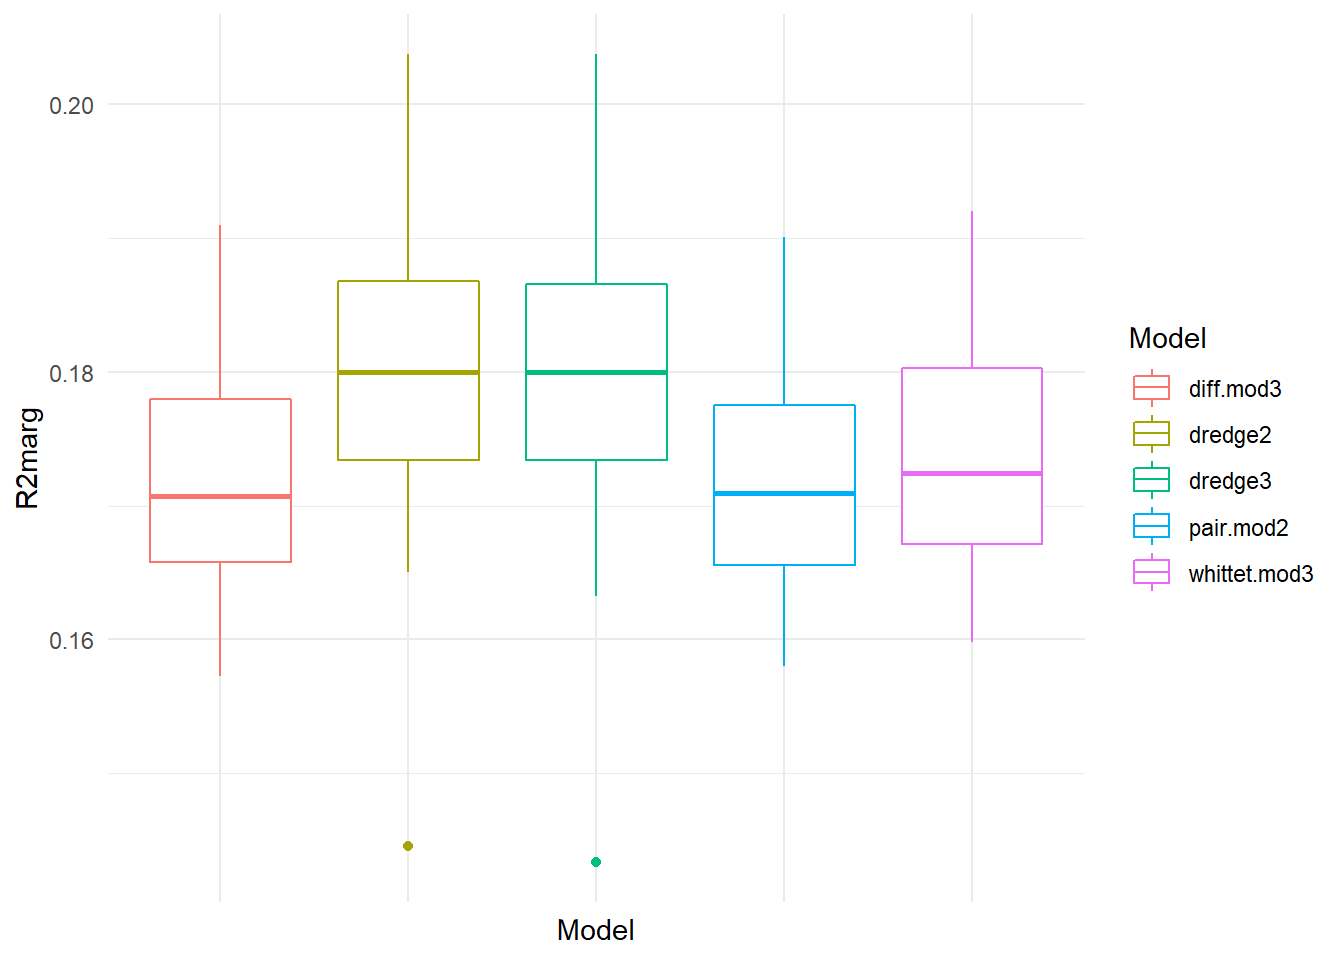 R2marg
0.20
0.18
0.16
Model
Model
diff.mod3
dredge2
dredge3
pair.mod2
whittet.mod3